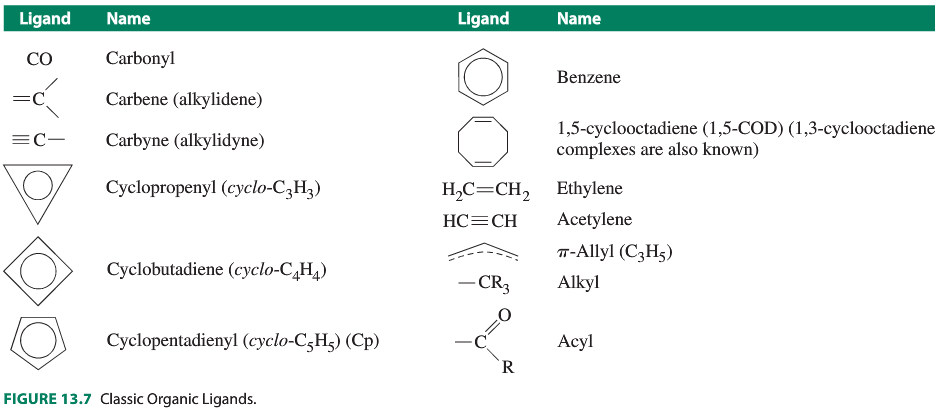 Ligand Name Ligand Name
CO Carbonyl
Benzene
=C Carbene (alkylidene)
≡C— Carbyne (alkylidyne)
1,5-cyclooctadiene (1,5-COD) (1,3-cyclooctadiene
complexes are also known)
Cyclopropenyl (cyclo-C₃H₃)
H₂C=CH₂ Ethylene
HC≡CH Acetylene
π-Allyl (C₃H₅)
Cyclobutadiene (cyclo-C₄H₄)
—CR₃ Alkyl
O
Cyclopentadienyl (cyclo-C₅H₅) (Cp)
—C Acyl
R
FIGURE 13.7 Classic Organic Ligands.